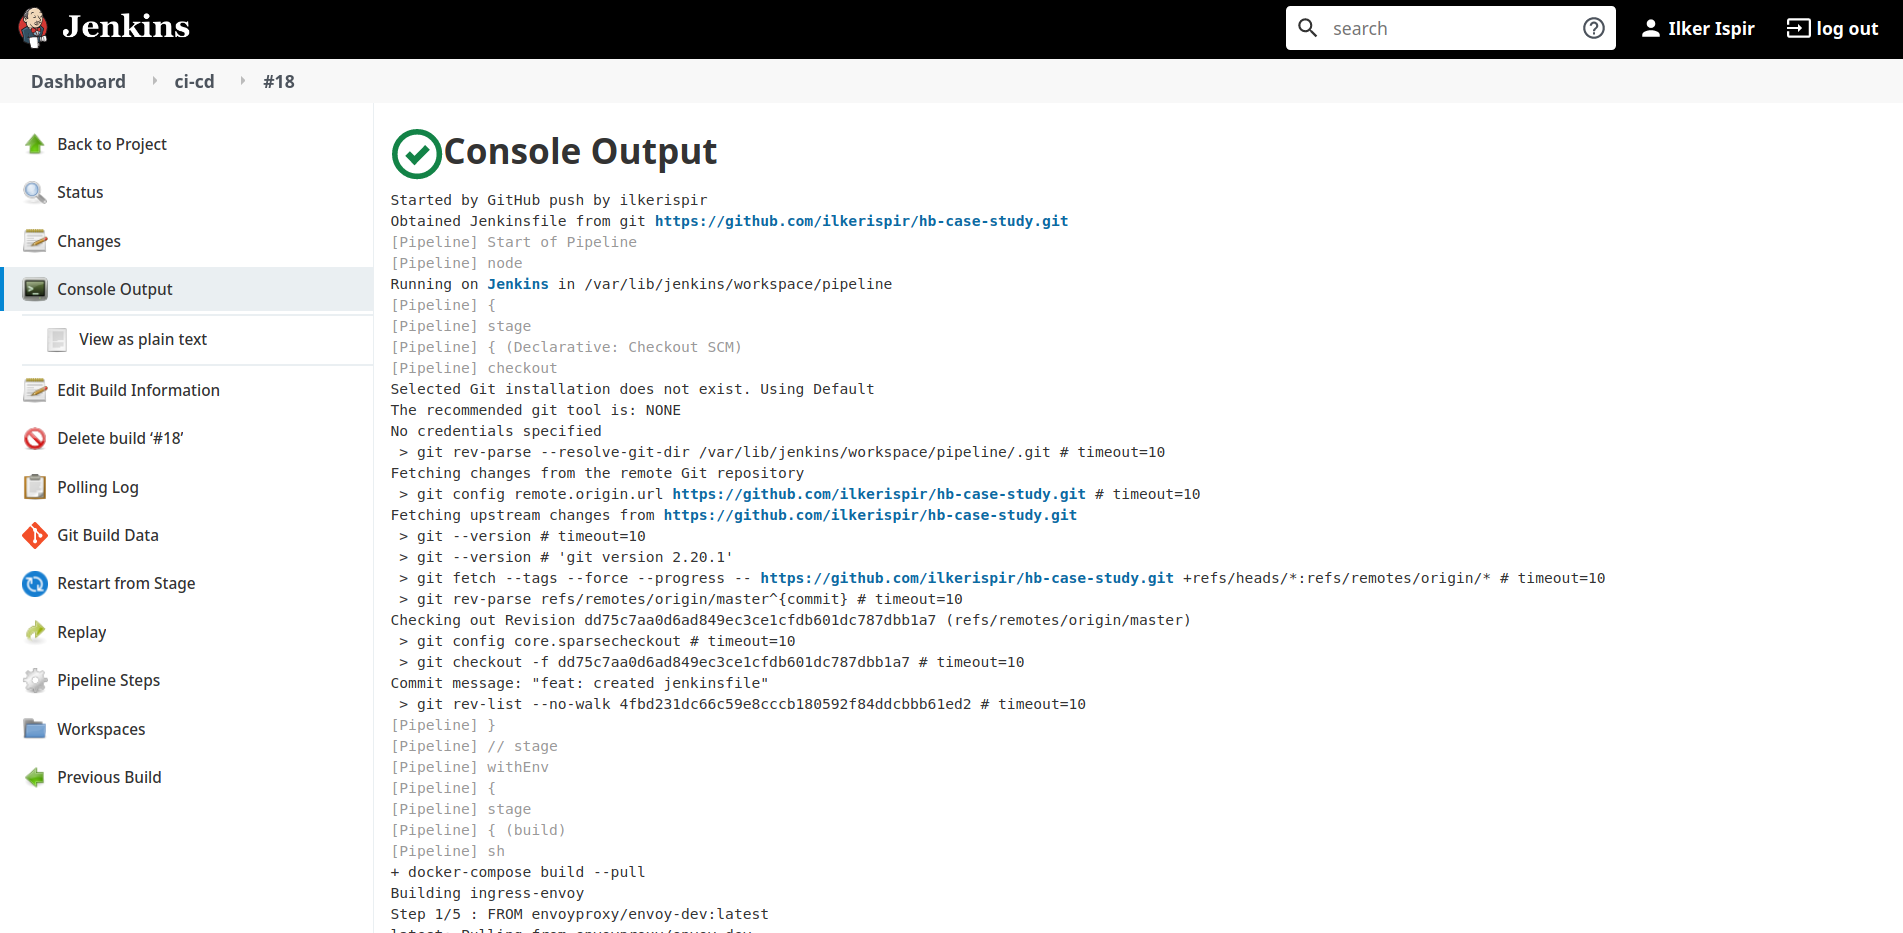 Jenkins
search
Ilker Ispir
log out
Dashboard
ci-cd
#18
Back to Project
Status
Changes
Console Output
View as plain text
Edit Build Information
Delete build ‘#18’
Polling Log
Git Build Data
Restart from Stage
Replay
Pipeline Steps
Workspaces
Previous Build
Console Output
Started by GitHub push by ilkerispir
Obtained Jenkinsfile from git https://github.com/ilkerispir/hb-case-study.git
[Pipeline] Start of Pipeline
[Pipeline] node
Running on Jenkins in /var/lib/jenkins/workspace/pipeline
[Pipeline] {
[Pipeline] stage
[Pipeline] { (Declarative: Checkout SCM)
[Pipeline] checkout
Selected Git installation does not exist. Using Default
The recommended git tool is: NONE
No credentials specified
 > git rev-parse --resolve-git-dir /var/lib/jenkins/workspace/pipeline/.git # timeout=10
Fetching changes from the remote Git repository
 > git config remote.origin.url https://github.com/ilkerispir/hb-case-study.git # timeout=10
Fetching upstream changes from https://github.com/ilkerispir/hb-case-study.git
 > git --version # timeout=10
 > git --version # 'git version 2.20.1'
 > git fetch --tags --force --progress -- https://github.com/ilkerispir/hb-case-study.git +refs/heads/*:refs/remotes/origin/* # timeout=10
 > git rev-parse refs/remotes/origin/master^{commit} # timeout=10
Checking out Revision dd75c7aa0d6ad849ec3ce1cfdb601dc787dbb1a7 (refs/remotes/origin/master)
 > git config core.sparsecheckout # timeout=10
 > git checkout -f dd75c7aa0d6ad849ec3ce1cfdb601dc787dbb1a7 # timeout=10
Commit message: "feat: created jenkinsfile"
 > git rev-list --no-walk 4fbd231dc66c59e8cccb180592f84ddcbbb61ed2 # timeout=10
[Pipeline] }
[Pipeline] // stage
[Pipeline] withEnv
[Pipeline] {
[Pipeline] stage
[Pipeline] { (build)
[Pipeline] sh
+ docker-compose build --pull
Building ingress-envoy
Step 1/5 : FROM envoyproxy/envoy-dev:latest
latest: Pulling from envoyproxy/envoy-dev